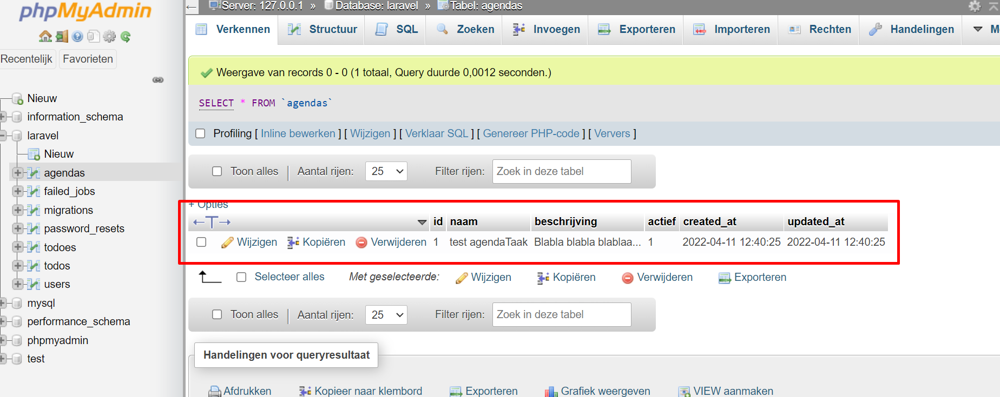 phpMyAdmin
Recentelijk Favorieten
Nieuw
information_schema
laravel
Nieuw
agendas
failed_jobs
migrations
password_resets
todoes
todos
users
mysql
performance_schema
phpmyadmin
test
Server: 127.0.0.1 » Database: laravel » Tabel: agendas
Verkennen Structuur SQL Zoeken Invoegen Exporteren Importeren Rechten Handelingen
Weergave van records 0 - 0 (1 totaal, Query duurde 0,0012 seconden.)
SELECT * FROM `agendas`
Profiling [ Inline bewerken ] [ Wijzigen ] [ Verklaar SQL ] [ Genereer PHP-code ] [ Ververs ]
Toon alles Aantal rijen: 25 Filter rijen: Zoek in deze tabel
+ Opties
←T→ id naam beschrijving actief created_at updated_at
Wijzigen Kopiëren Verwijderen 1 test agendaTaak Blabla blabla blablaa... 1 2022-04-11 12:40:25 2022-04-11 12:40:25
Selecteer alles Met geselecteerde: Wijzigen Kopiëren Verwijderen Exporteren
Toon alles Aantal rijen: 25 Filter rijen: Zoek in deze tabel
Handelingen voor queryresultaat
Afdrukken Kopieer naar klembord Exporteren Grafiek weergeven VIEW aanmaken